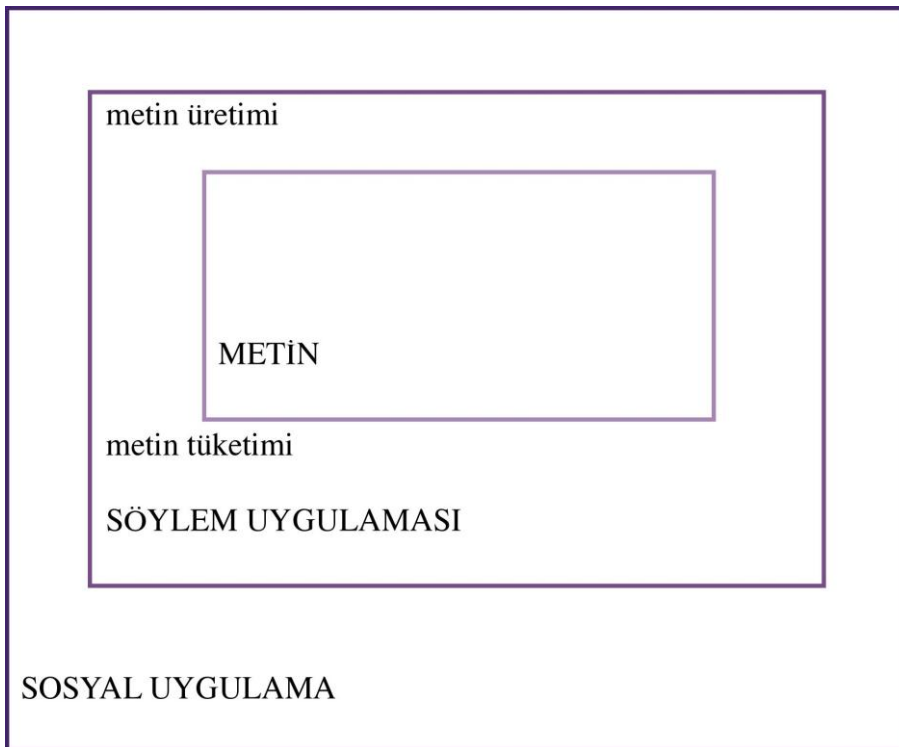 metin üretimi
METİN
metin tüketimi
SÖYLEM UYGULAMASI
SOSYAL UYGULAMA